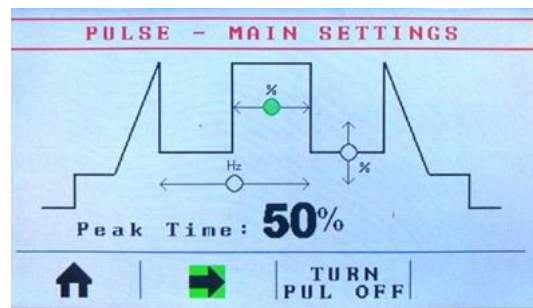 PULSE - MAIN SETTINGS
%
%
Hz
Peak Time: 50%
TURN
PUL OFF